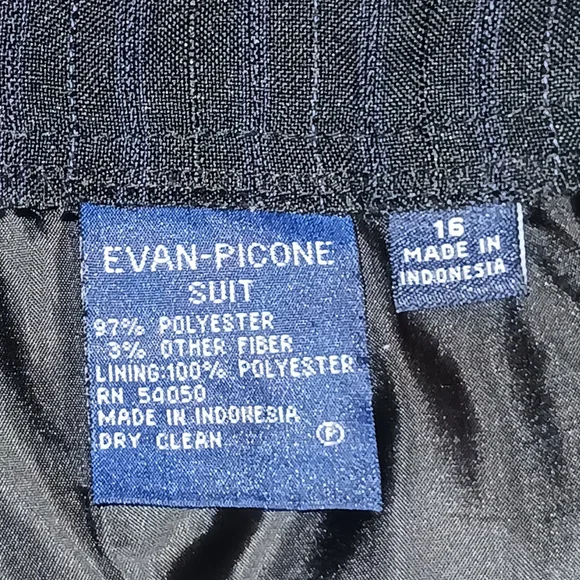 EVAN-PICONE
SUIT
97% POLYESTER
3% OTHER FIBER
LINING:100% POLYESTER
RN 54050
MADE IN INDONESIA
DRY CLEAN Ⓟ
16
MADE IN
INDONESIA